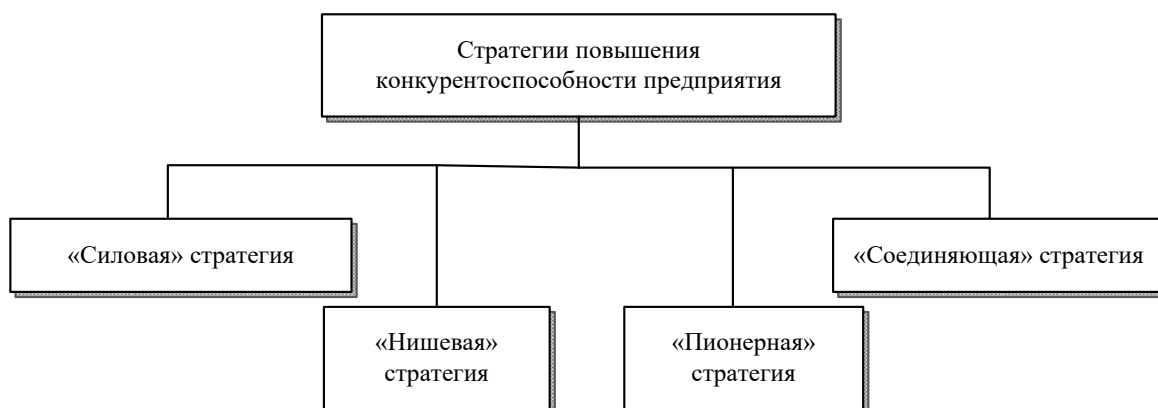 Стратегии повышения
конкурентоспособности предприятия
«Силовая» стратегия
«Соединяющая» стратегия
«Нишевая»
стратегия
«Пионерная»
стратегия